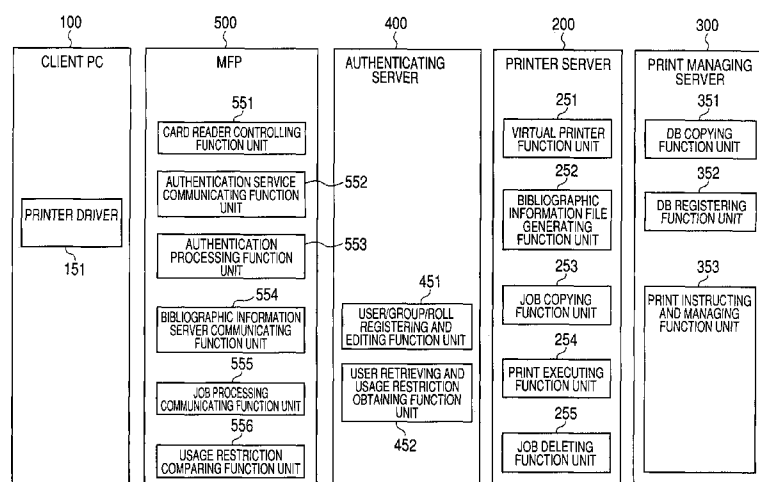 100
CLIENT PC
PRINTER DRIVER
151
500
MFP
551
CARD READER CONTROLLING
FUNCTION UNIT
AUTHENTICATION SERVICE
COMMUNICATING FUNCTION
UNIT
552
AUTHENTICATION
PROCESSING FUNCTION
UNIT
553
554
BIBLIOGRAPHIC INFORMATION
SERVER COMMUNICATING
FUNCTION UNIT
555
JOB PROCESSING
COMMUNICATING FUNCTION UNIT
556
USAGE RESTRICTION
COMPARING FUNCTION UNIT
400
AUTHENTICATING
SERVER
451
USER/GROUP/ROLL
REGISTERING AND
EDITING FUNCTION UNIT
USER RETRIEVING AND
USAGE RESTRICTION
OBTAINING FUNCTION
UNIT
452
200
PRINTER SERVER
251
VIRTUAL PRINTER
FUNCTION UNIT
252
BIBLIOGRAPHIC
INFORMATION FILE
GENERATING
FUNCTION UNIT
253
JOB COPYING
FUNCTION UNIT
254
PRINT EXECUTING
FUNCTION UNIT
255
JOB DELETING
FUNCTION UNIT
300
PRINT MANAGING
SERVER
351
DB COPYING
FUNCTION UNIT
352
DB REGISTERING
FUNCTION UNIT
353
PRINT INSTRUCTING
AND MANAGING
FUNCTION UNIT